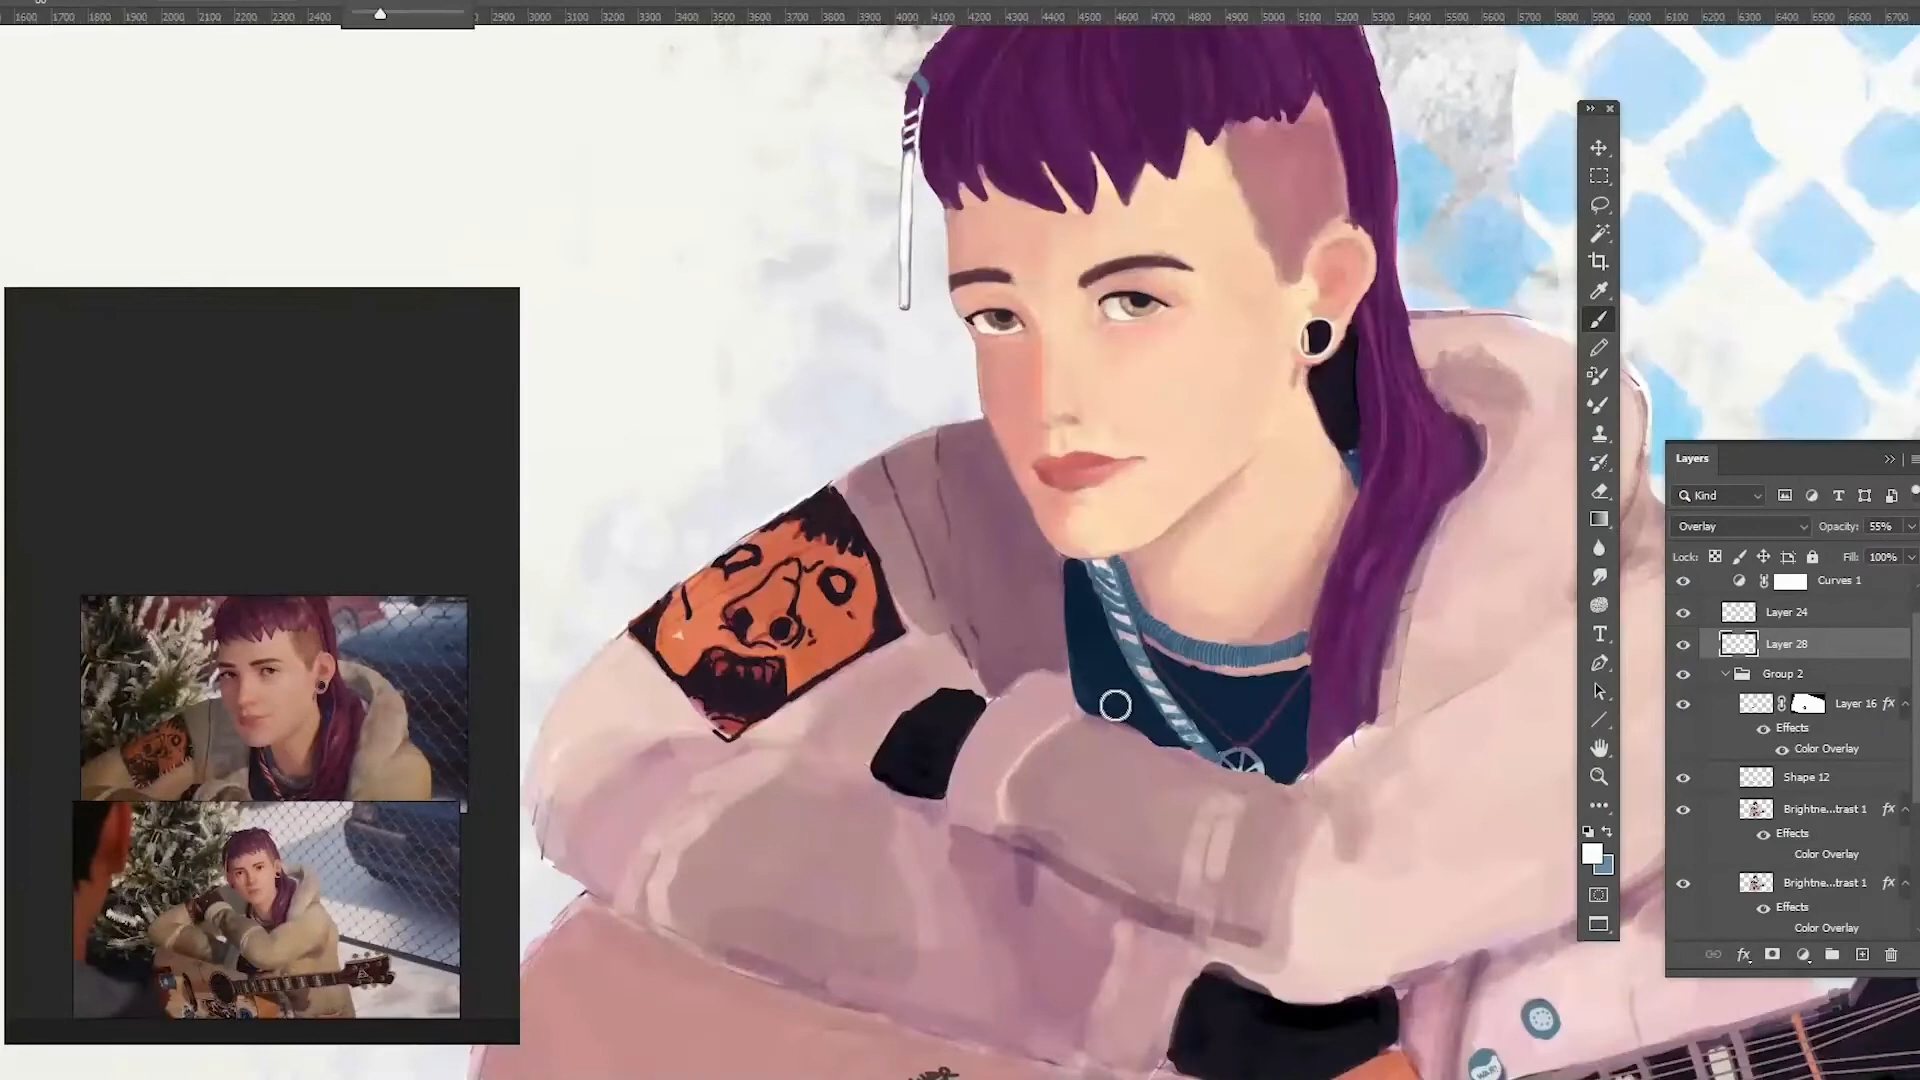 1600 1700 1800 1900 2000 2100 2200 2300 2400 2900 3000 3100 3200 3300 3400 3500 3600 3700 3800 3900 4000 4100 4200 4300 4400 4500 4600 4700 4800 4900 5000 5100 5200 5300 5400 5500 5600 5700 5800 5900 6000 6100 6200 6300 6400 6500 6600 6700
Layers
Kind
Overlay Opacity: 55%
Lock: Fill: 100%
Curves 1
Layer 24
Layer 28
Group 2
Layer 16 fx
Effects
Color Overlay
Shape 12
Brightne...trast 1 fx
Effects
Color Overlay
Brightne...trast 1 fx
Effects
Color Overlay
fx